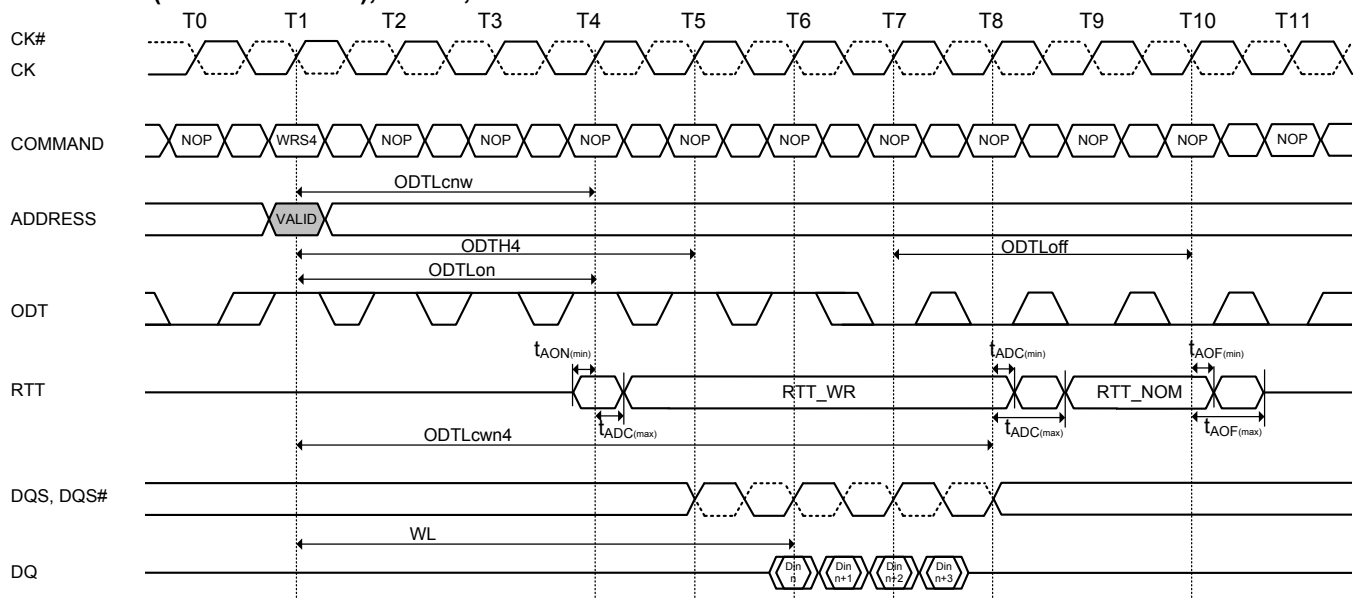 T0 T1 T2 T3 T4 T5 T6 T7 T8 T9 T10 T11
CK#
CK
COMMAND NOP WRS4 NOP NOP NOP NOP NOP NOP NOP NOP NOP NOP
ODTLcnw
ADDRESS VALID
ODTH4 ODTLoff
ODTLon
ODT
tAON(min) tADC(min) tAOF(min)
RTT RTT_WR RTT_NOM
tADC(max) tADC(max) tAOF(max)
ODTLcwn4
DQS, DQS#
WL
DQ Din n Din n+1 Din n+2 Din n+3